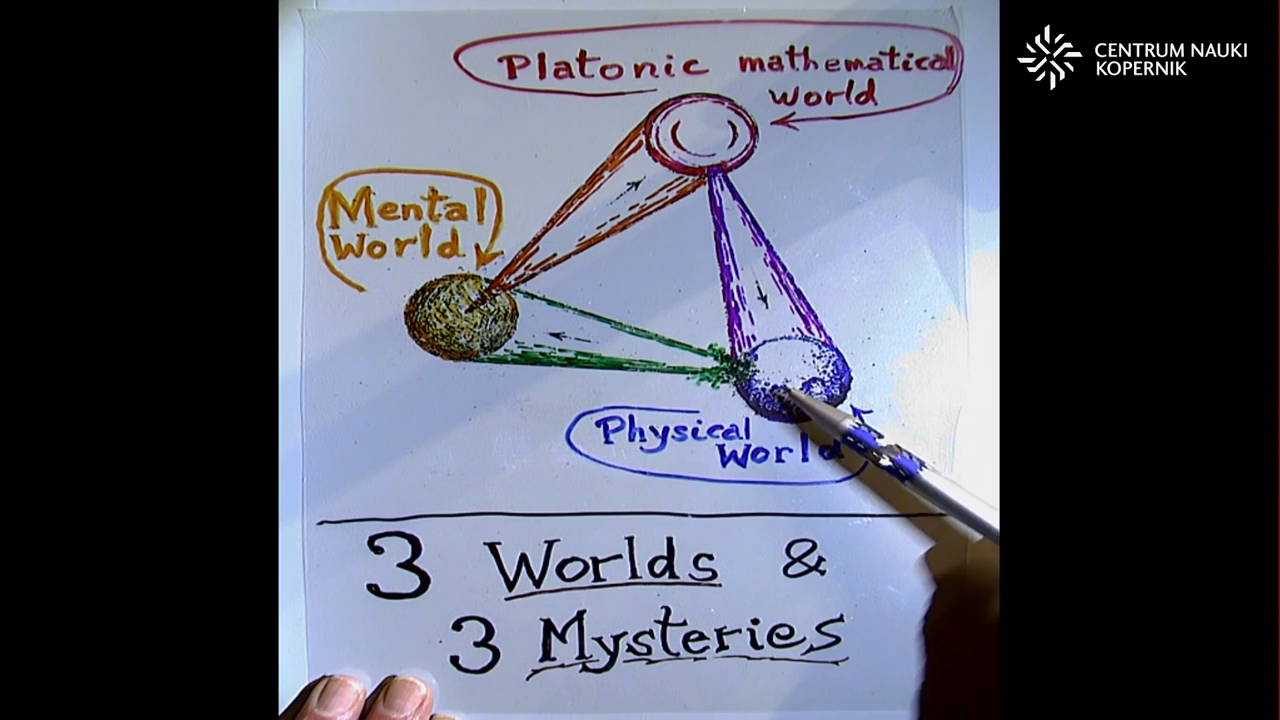 CENTRUM NAUKI
KOPERNIK
Platonic mathematical
world
Mental
World
Physical
World
3 Worlds &
3 Mysteries